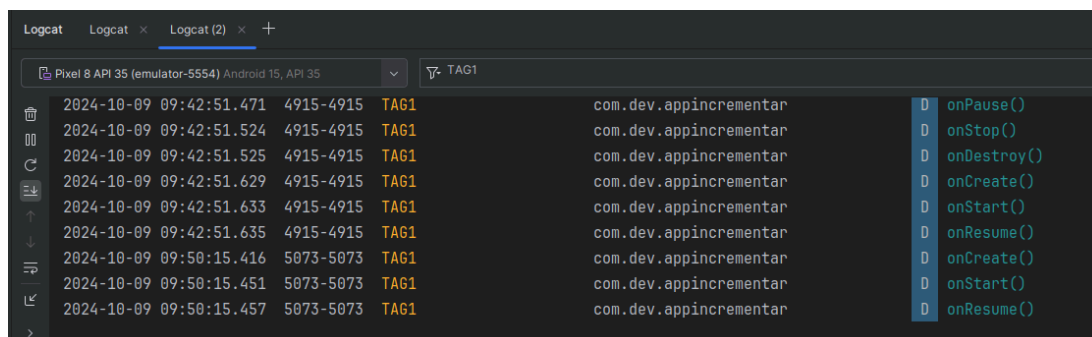 Logcat Logcat × Logcat (2) × +
Pixel 8 API 35 (emulator-5554) Android 15, API 35 TAG1
2024-10-09 09:42:51.471 4915-4915 TAG1 com.dev.appincrementar D onPause()
2024-10-09 09:42:51.524 4915-4915 TAG1 com.dev.appincrementar D onStop()
2024-10-09 09:42:51.525 4915-4915 TAG1 com.dev.appincrementar D onDestroy()
2024-10-09 09:42:51.629 4915-4915 TAG1 com.dev.appincrementar D onCreate()
2024-10-09 09:42:51.633 4915-4915 TAG1 com.dev.appincrementar D onStart()
2024-10-09 09:42:51.635 4915-4915 TAG1 com.dev.appincrementar D onResume()
2024-10-09 09:50:15.416 5073-5073 TAG1 com.dev.appincrementar D onCreate()
2024-10-09 09:50:15.451 5073-5073 TAG1 com.dev.appincrementar D onStart()
2024-10-09 09:50:15.457 5073-5073 TAG1 com.dev.appincrementar D onResume()